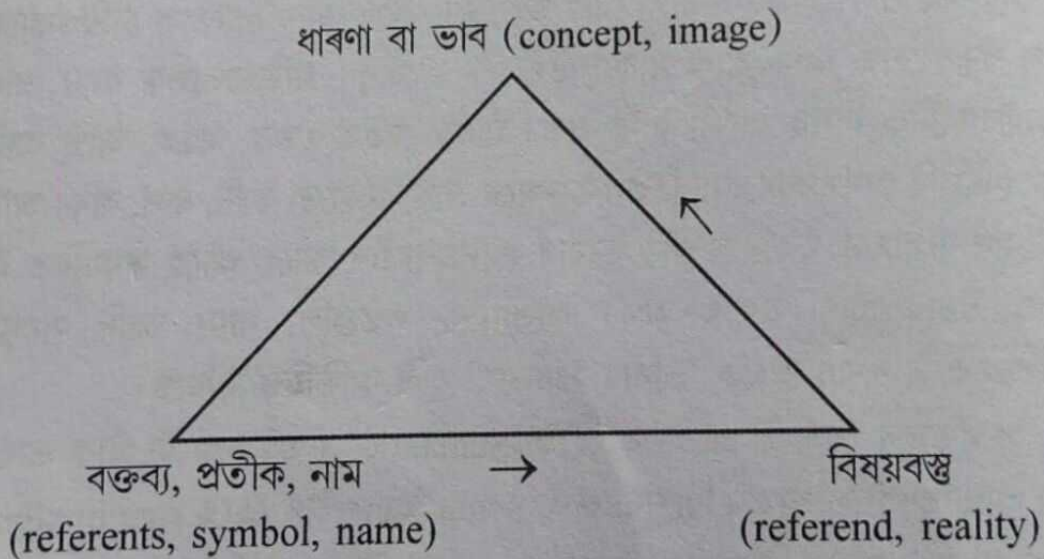 ধাৰণা বা ভাব (concept, image)
বক্তব্য, প্ৰতীক, নাম → বিষয়বস্তু
(referents, symbol, name) (referend, reality)